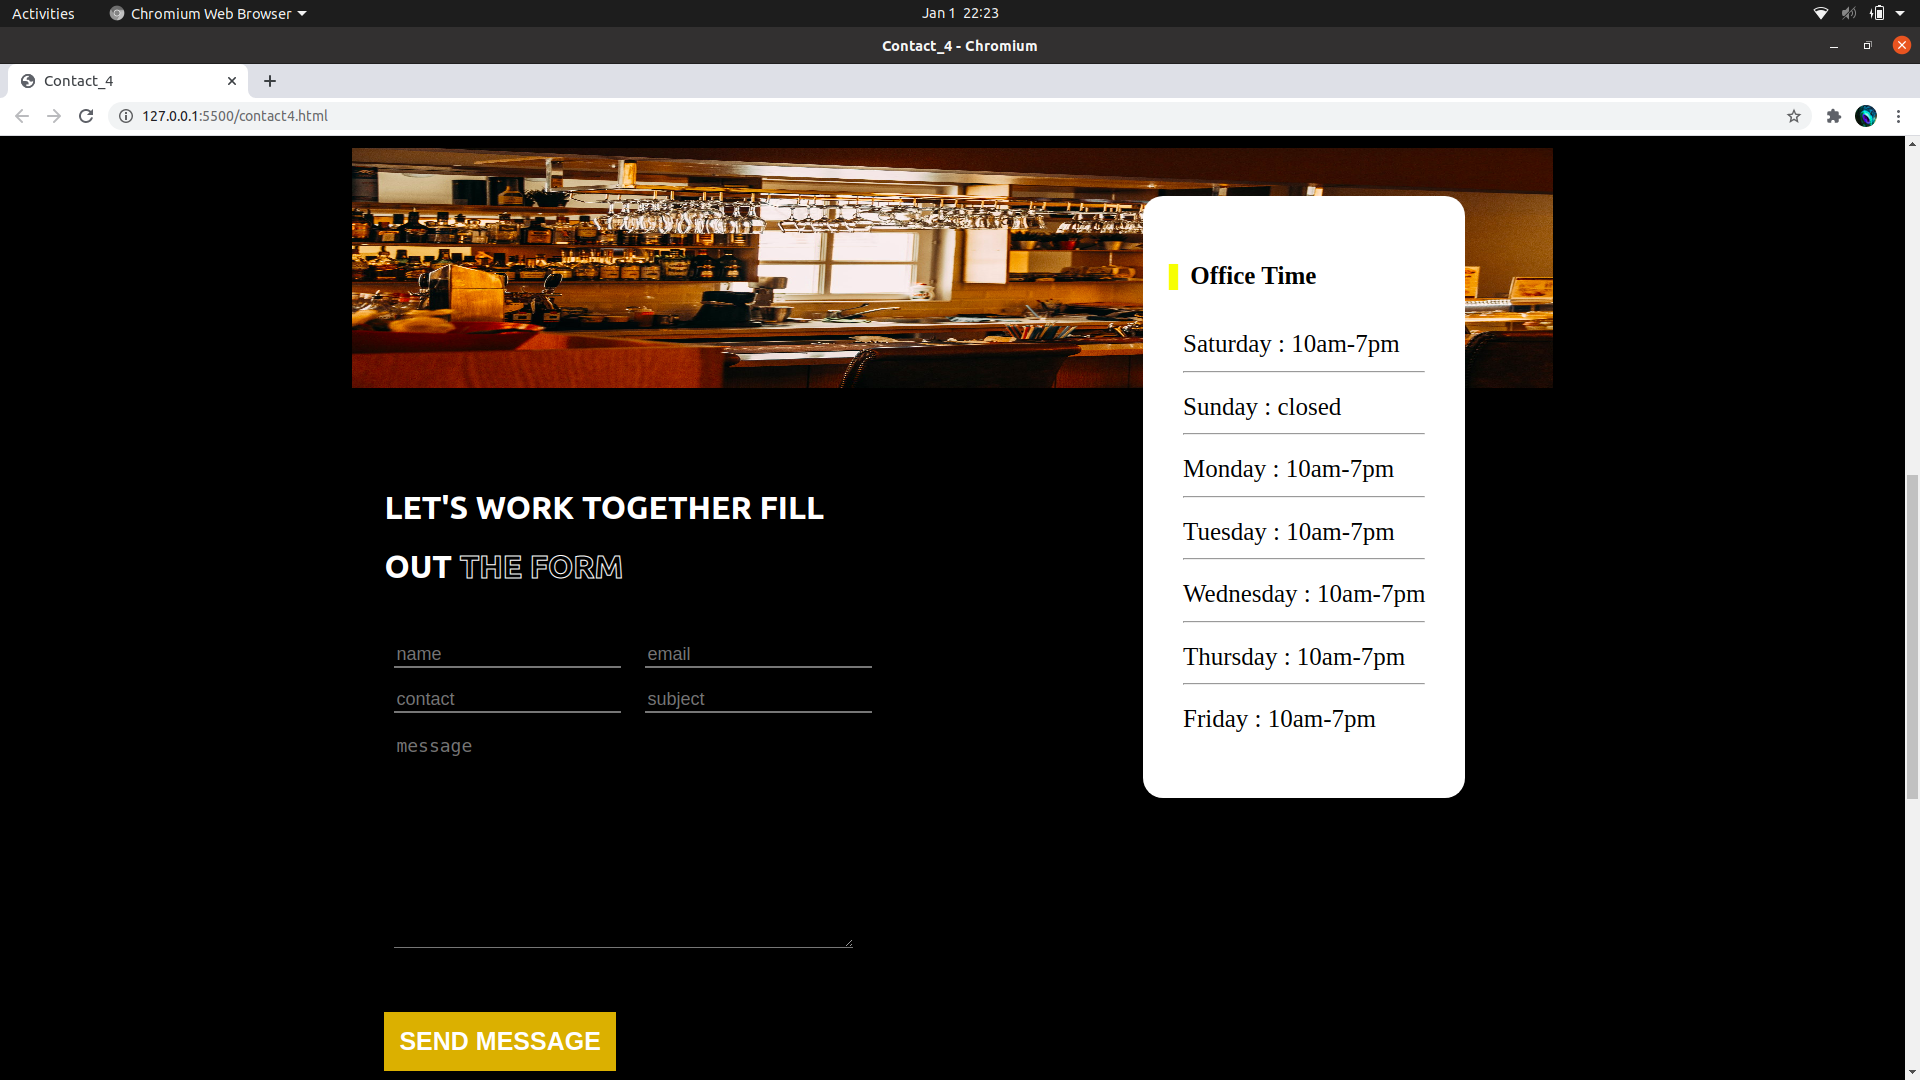 Activities
Chromium Web Browser
Jan 1 22:23
Contact_4 - Chromium
Contact_4
127.0.0.1:5500/contact4.html
Office Time
Saturday : 10am-7pm
Sunday : closed
Monday : 10am-7pm
Tuesday : 10am-7pm
Wednesday : 10am-7pm
Thursday : 10am-7pm
Friday : 10am-7pm
LET'S WORK TOGETHER FILL
OUT THE FORM
name
email
contact
subject
message
SEND MESSAGE